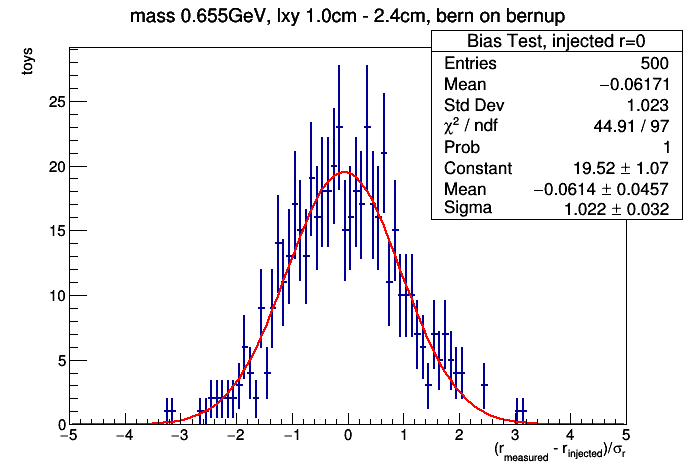 mass 0.655GeV, lxy 1.0cm - 2.4cm, bern on bernup
Bias Test, injected r=0
Entries 500
Mean −0.06171
Std Dev 1.023
χ² / ndf 44.91 / 97
Prob 1
Constant 19.52 ± 1.07
Mean −0.0614 ± 0.0457
Sigma 1.022 ± 0.032
toys
25
20
15
10
5
0
−5 −4 −3 −2 −1 0 1 2 3 4 5
(r_measured - r_injected)/σ_r